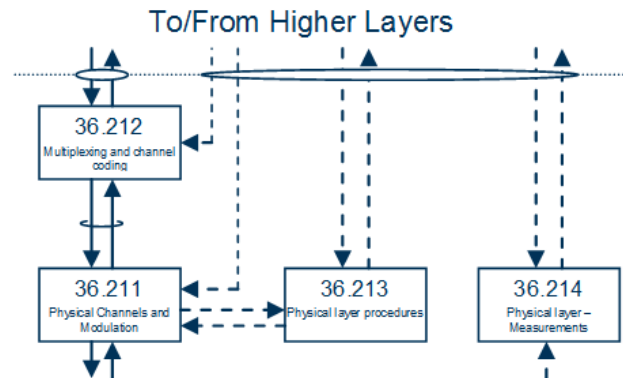 To/From Higher Layers
36.212
Multiplexing and channel
coding
36.211
Physical Channels and
Modulation
36.213
Physical layer procedures
36.214
Physical layer –
Measurements